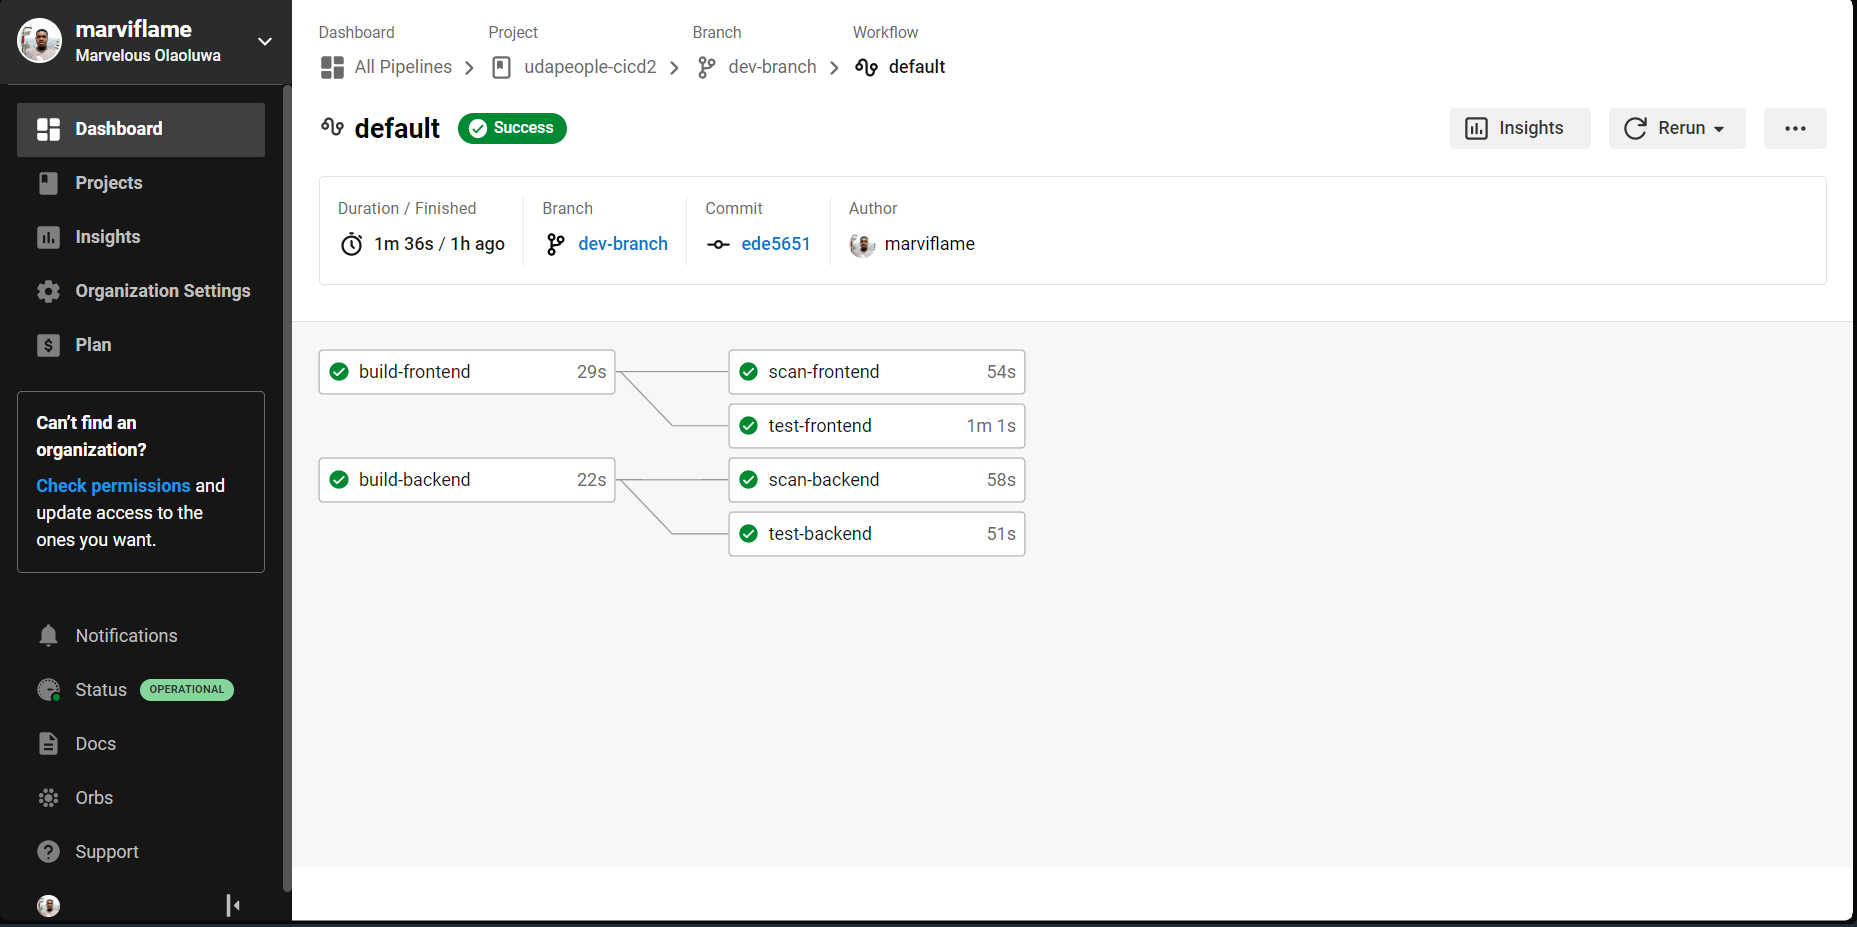 marviflame
Marvelous Olaoluwa
Dashboard
Projects
Insights
Organization Settings
Plan
Can't find an
organization?
Check permissions and
update access to the
ones you want.
Notifications
Status OPERATIONAL
Docs
Orbs
Support
Dashboard Project Branch Workflow
All Pipelines udapeople-cicd2 dev-branch default
default Success
Insights Rerun
Duration / Finished Branch Commit Author
1m 36s / 1h ago dev-branch ede5651 marviflame
build-frontend 29s scan-frontend 54s
test-frontend 1m 1s
build-backend 22s scan-backend 58s
test-backend 51s